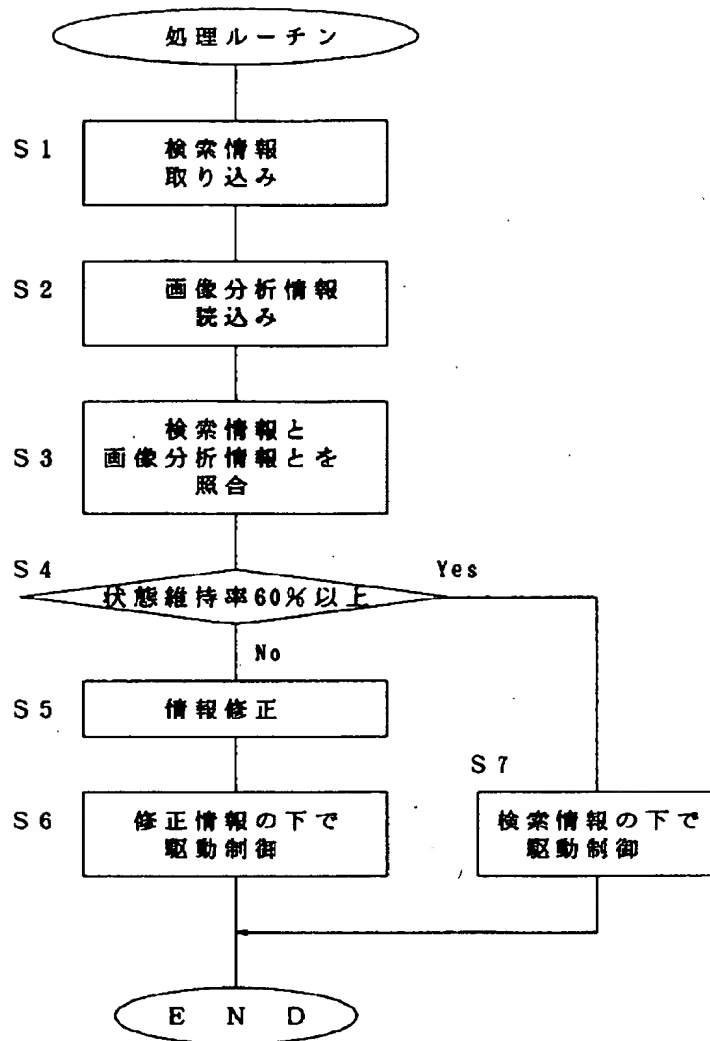 処理ルーチン
S1
検索情報
取り込み
S2
画像分析情報
読込み
S3
検索情報と
画像分析情報とを
照合
S4
状態維持率60%以上
Yes
No
S5
情報修正
S6
修正情報の下で
駆動制御
S7
検索情報の下で
駆動制御
END